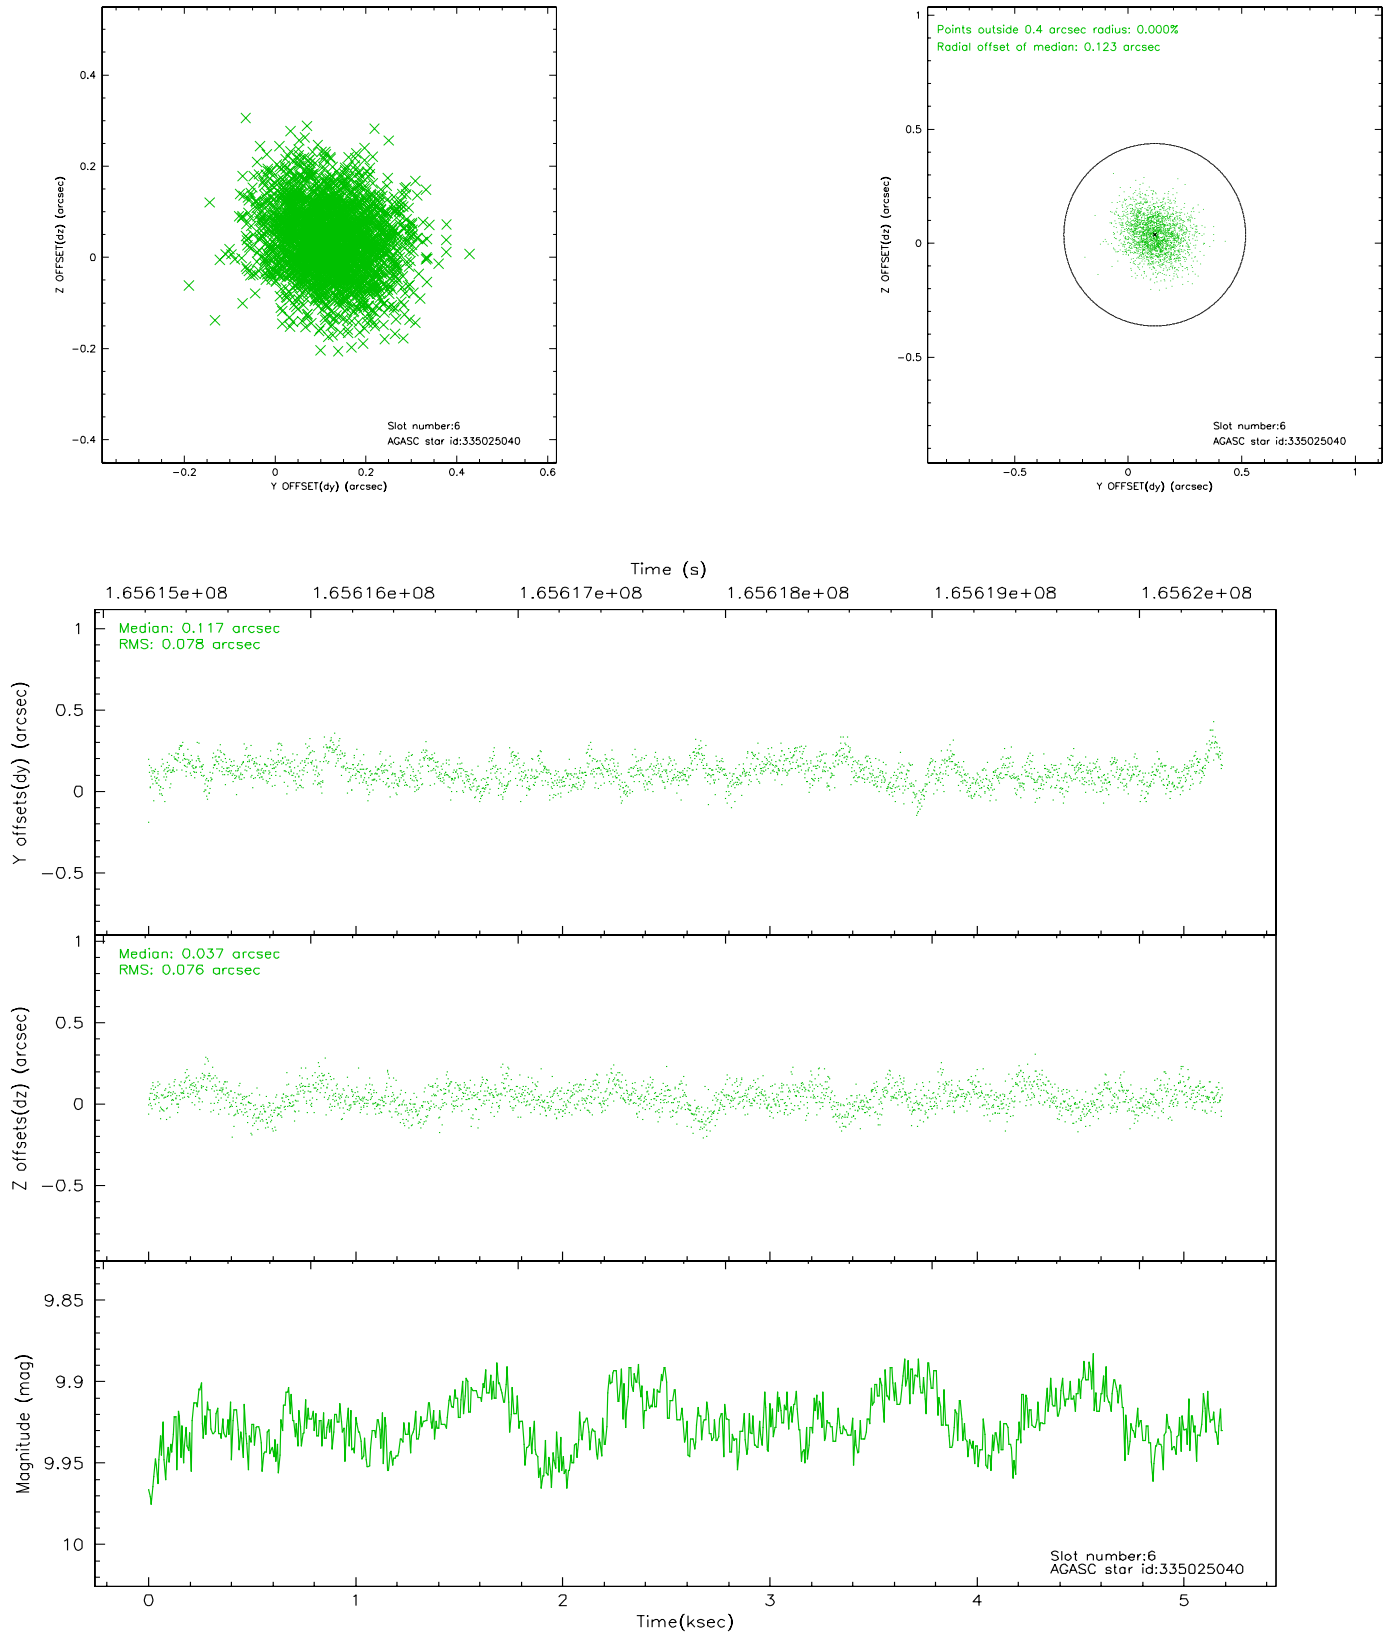 0.4
0.2
0
−0.2
−0.4
Z OFFSET(dz) (arcsec)
Slot number:6
AGASC star id:335025040
−0.2 0 0.2 0.4 0.6
Y OFFSET(dy) (arcsec)
Points outside 0.4 arcsec radius: 0.000%
Radial offset of median: 0.123 arcsec
1
0.5
0
−0.5
Z OFFSET(dz) (arcsec)
Slot number:6
AGASC star id:335025040
−0.5 0 0.5 1
Y OFFSET(dy) (arcsec)
Time (s)
1.65615e+08 1.65616e+08 1.65617e+08 1.65618e+08 1.65619e+08 1.6562e+08
Median: 0.117 arcsec
RMS: 0.078 arcsec
1
0.5
0
−0.5
Y offsets(dy) (arcsec)
Median: 0.037 arcsec
RMS: 0.076 arcsec
1
0.5
0
−0.5
Z offsets(dz) (arcsec)
9.85
9.9
9.95
10
Magnitude (mag)
Slot number:6
AGASC star id:335025040
0 1 2 3 4 5
Time(ksec)